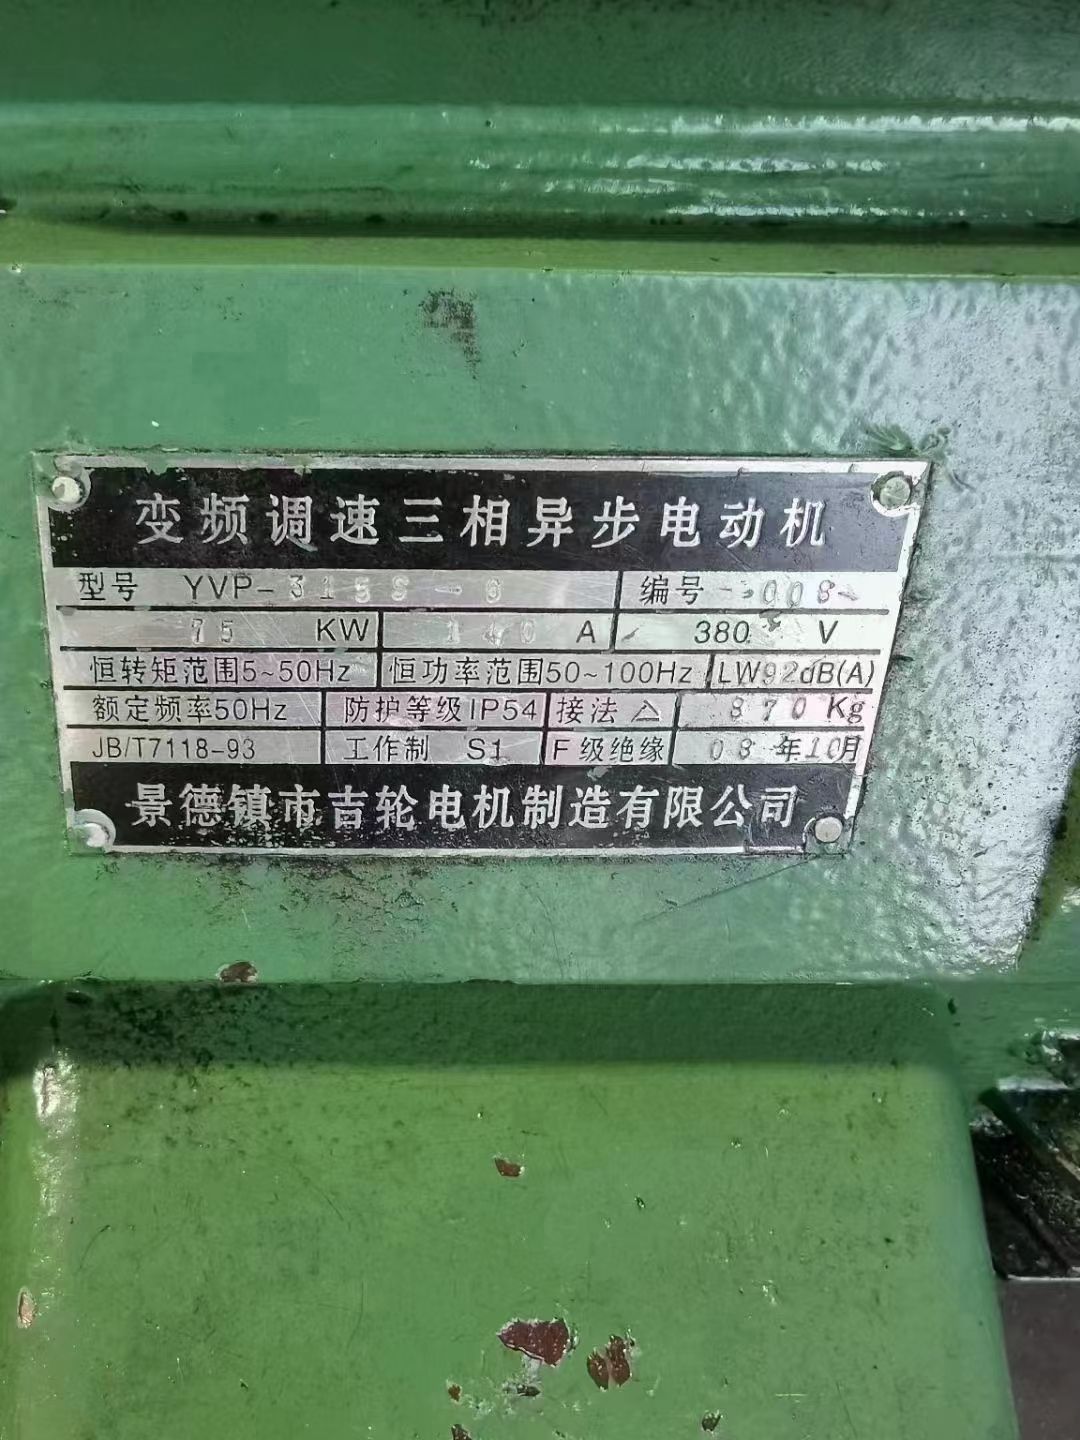 变频调速三相异步电动机
型号 YVP-315S-6 编号 008
75 KW 140 A 380 V
恒转矩范围5~50Hz 恒功率范围50~100Hz LW92dB(A)
额定频率50Hz 防护等级IP54 接法 △ 870 Kg
JB/T7118-93 工作制 S1 F级绝缘 08年10月
景德镇市吉轮电机制造有限公司